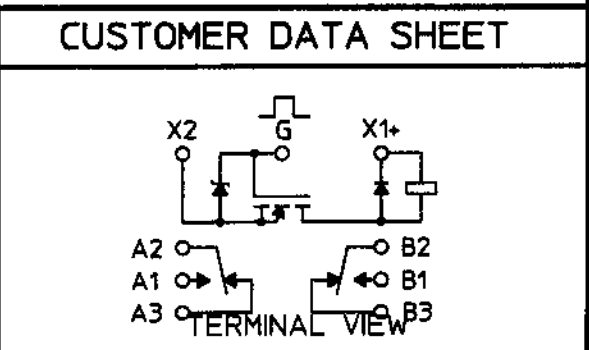 CUSTOMER DATA SHEET
X2 G X1+
A2 B2
A1 B1
A3 B3
TERMINAL VIEW